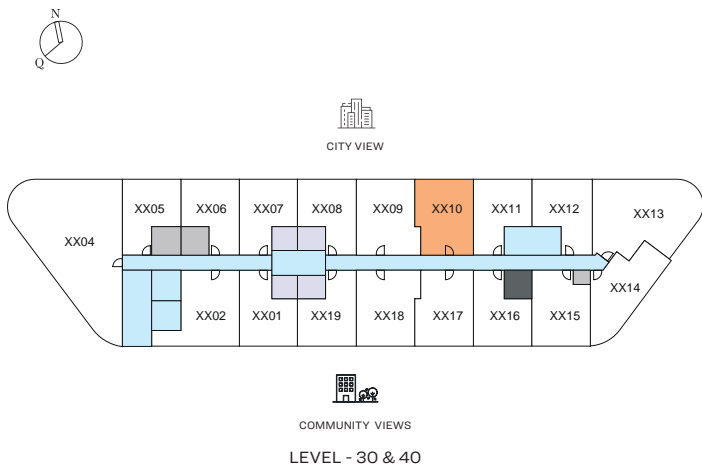 N
Q
CITY VIEW
XX05 XX06 XX07 XX08 XX09 XX10 XX11 XX12
XX13
XX04
XX14
XX02 XX01 XX19 XX18 XX17 XX16 XX15
COMMUNITY VIEWS
LEVEL - 30 & 40